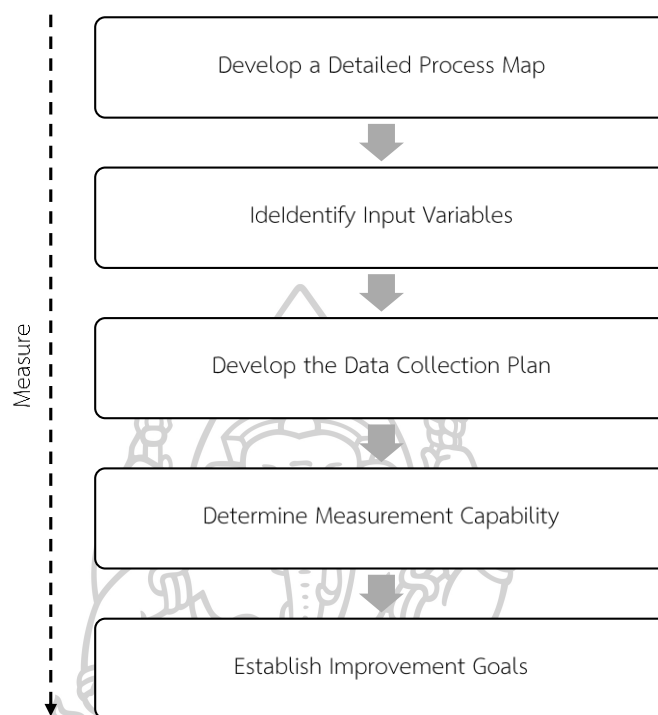 Develop a Detailed Process Map
IdeIdentify Input Variables
Measure
Develop the Data Collection Plan
Determine Measurement Capability
Establish Improvement Goals